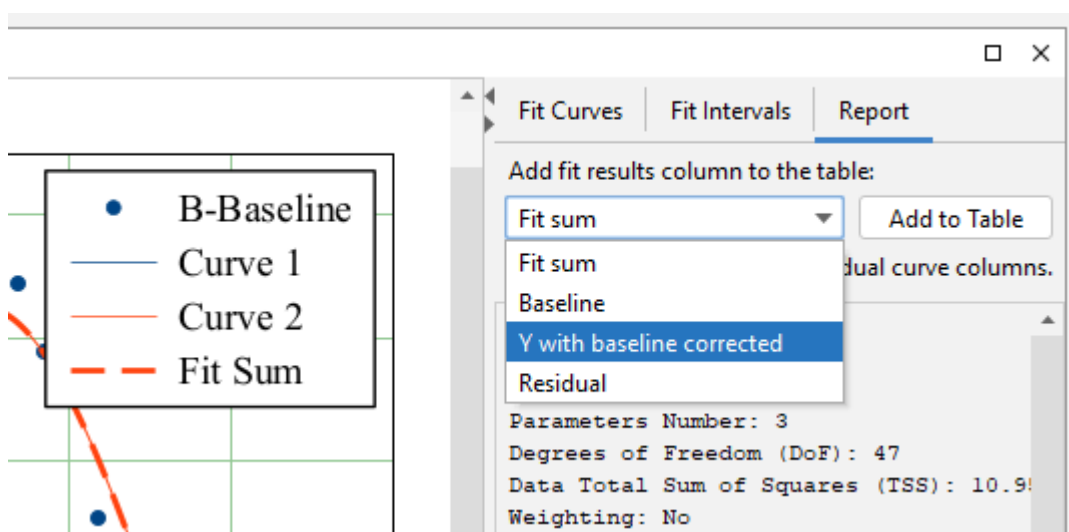 Fit Curves
Fit Intervals
Report
Add fit results column to the table:
Fit sum
Add to Table
Fit sum
Baseline
Y with baseline corrected
Residual
curve columns.
Parameters Number: 3
Degrees of Freedom (DoF): 47
Data Total Sum of Squares (TSS): 10.9
Weighting: No
B-Baseline
Curve 1
Curve 2
Fit Sum